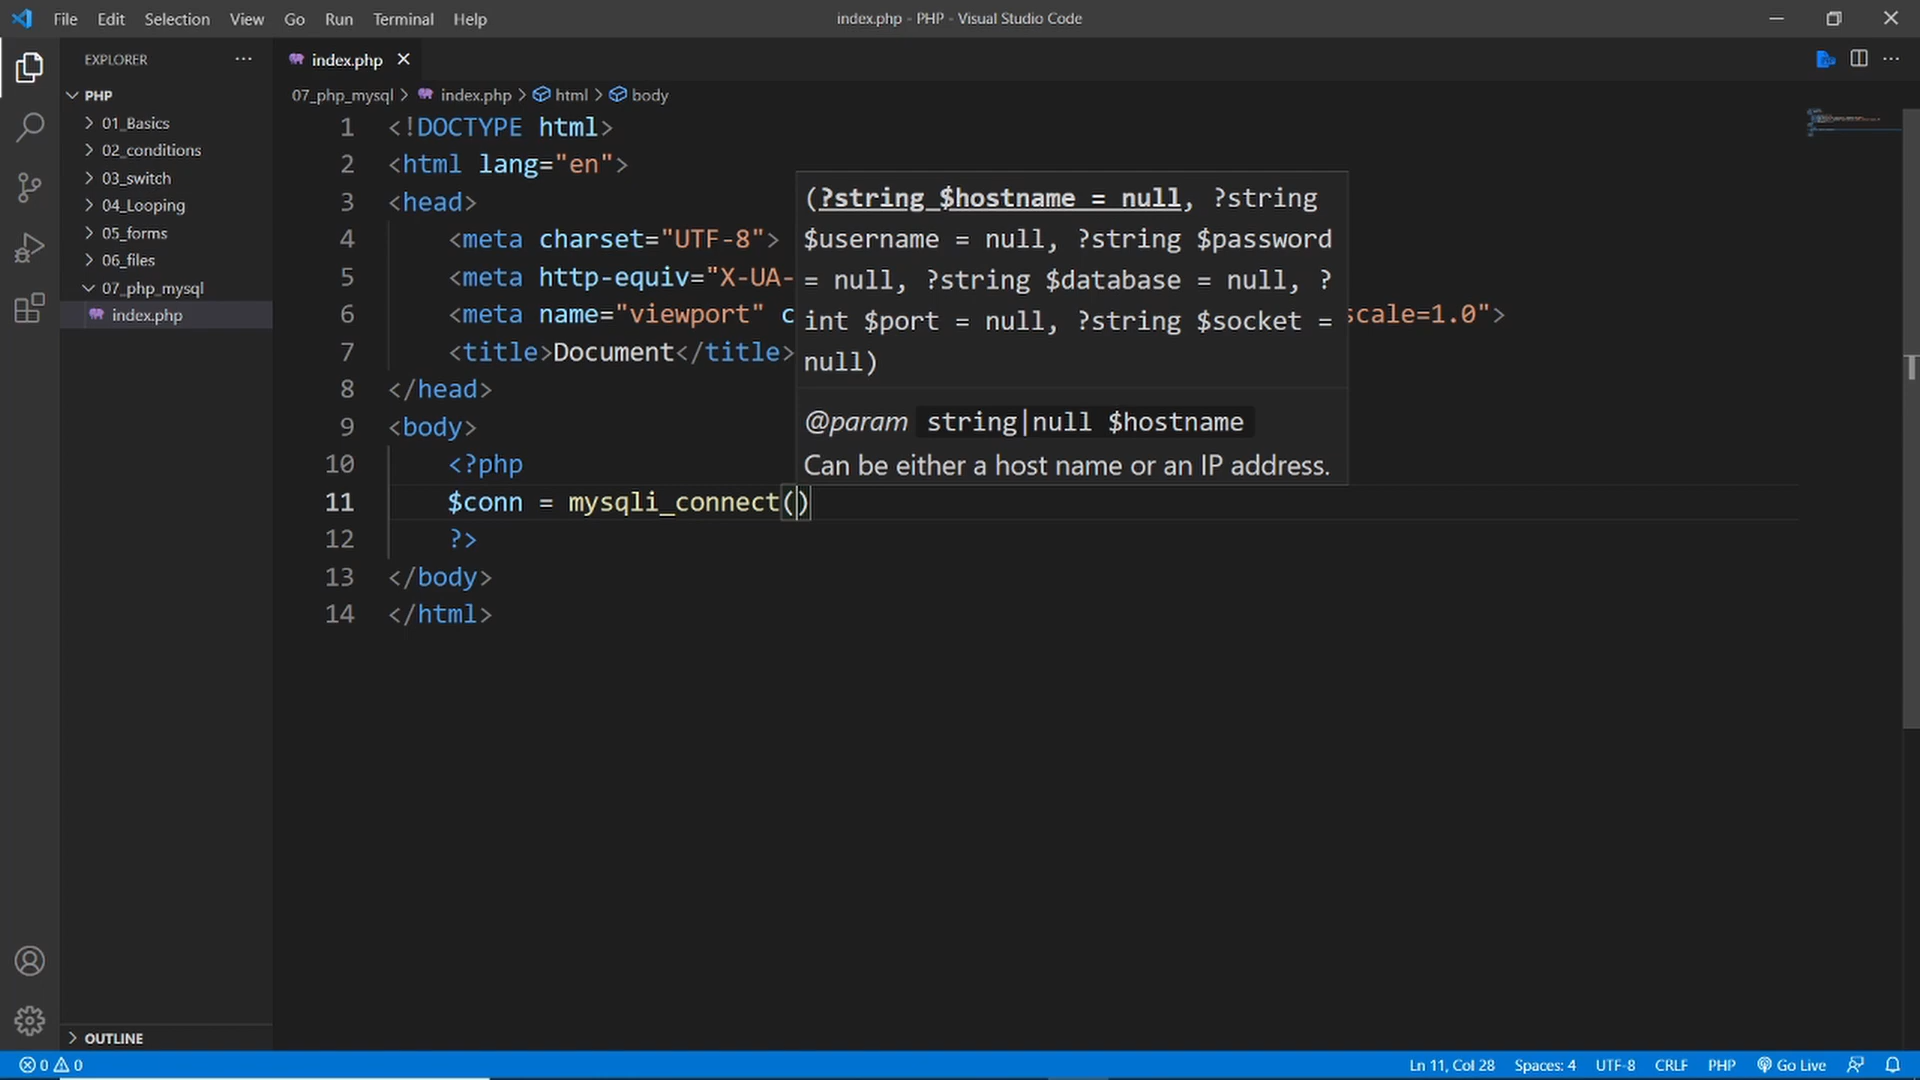 File Edit Selection View Go Run Terminal Help
index.php - PHP - Visual Studio Code
EXPLORER
PHP
01_Basics
02_conditions
03_switch
04_Looping
05_forms
06_files
07_php_mysql
index.php
OUTLINE
index.php
07_php_mysql > index.php > html > body
1 <!DOCTYPE html>
2 <html lang="en">
3 <head>
4 <meta charset="UTF-8">
5 <meta http-equiv="X-UA-
6 <meta name="viewport" c scale=1.0">
7 <title>Document</title>
8 </head>
9 <body>
10 <?php
11 $conn = mysqli_connect()
12 ?>
13 </body>
14 </html>
(?string $hostname = null, ?string
$username = null, ?string $password
= null, ?string $database = null, ?
int $port = null, ?string $socket =
null)
@param string|null $hostname
Can be either a host name or an IP address.
0 0 Ln 11, Col 28 Spaces: 4 UTF-8 CRLF PHP Go Live